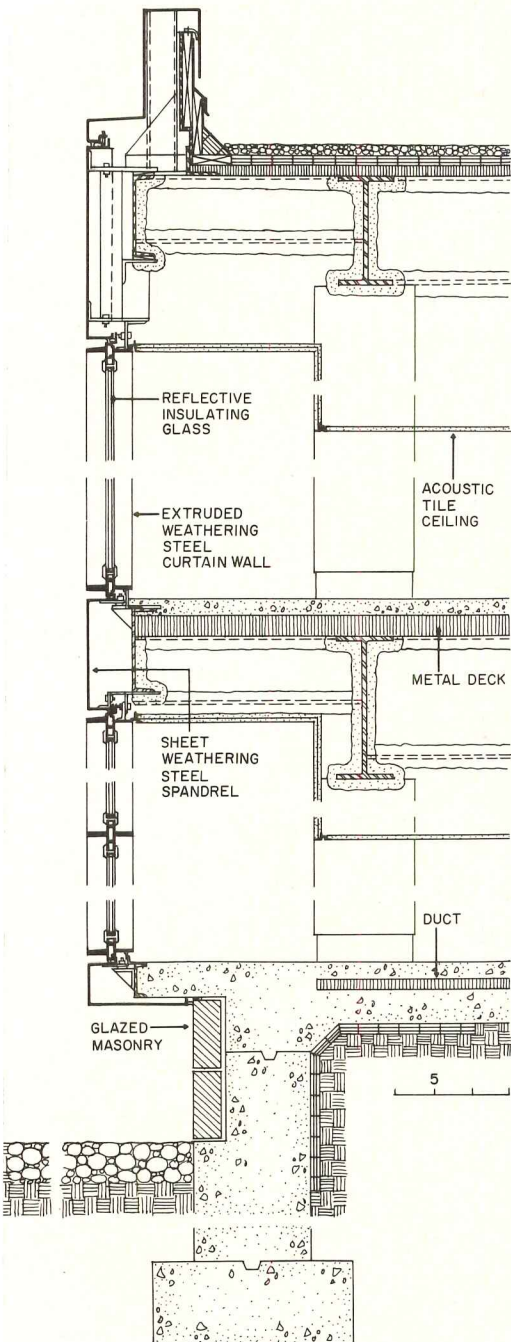 REFLECTIVE
INSULATING
GLASS
ACOUSTIC
TILE
CEILING
EXTRUDED
WEATHERING
STEEL
CURTAIN WALL
METAL DECK
SHEET
WEATHERING
STEEL
SPANDREL
DUCT
GLAZED
MASONRY
5